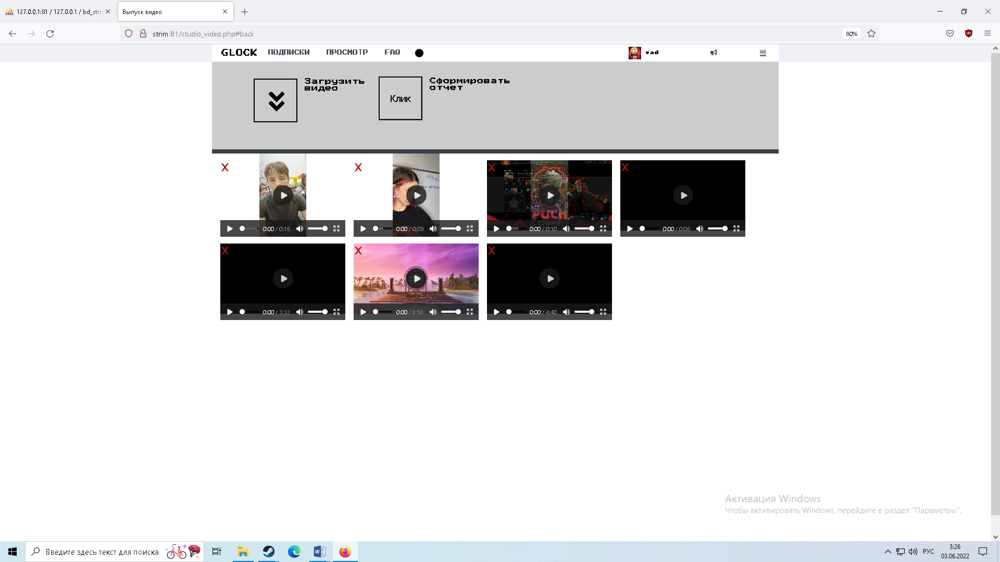 127.0.0.1:81 / 127.0.0.1 / bd_strim
Выпуск видео
strim:81/studio_video.php#back
80%
GLOCK ПОДПИСКИ ПРОСМОТР FAQ
♥ad
Загрузить
видео
Клик
Сформировать
отчет
X X X X
0:00 / 0:16 0:00 / 0:09 0:00 / 0:10 0:00 / 0:06
X X X
0:00 / 3:32 0:00 / 8:58 0:00 / 4:40
Активация Windows
Чтобы активировать Windows, перейдите в раздел "Параметры".
Введите здесь текст для поиска
РУС
3:26
03.06.2022